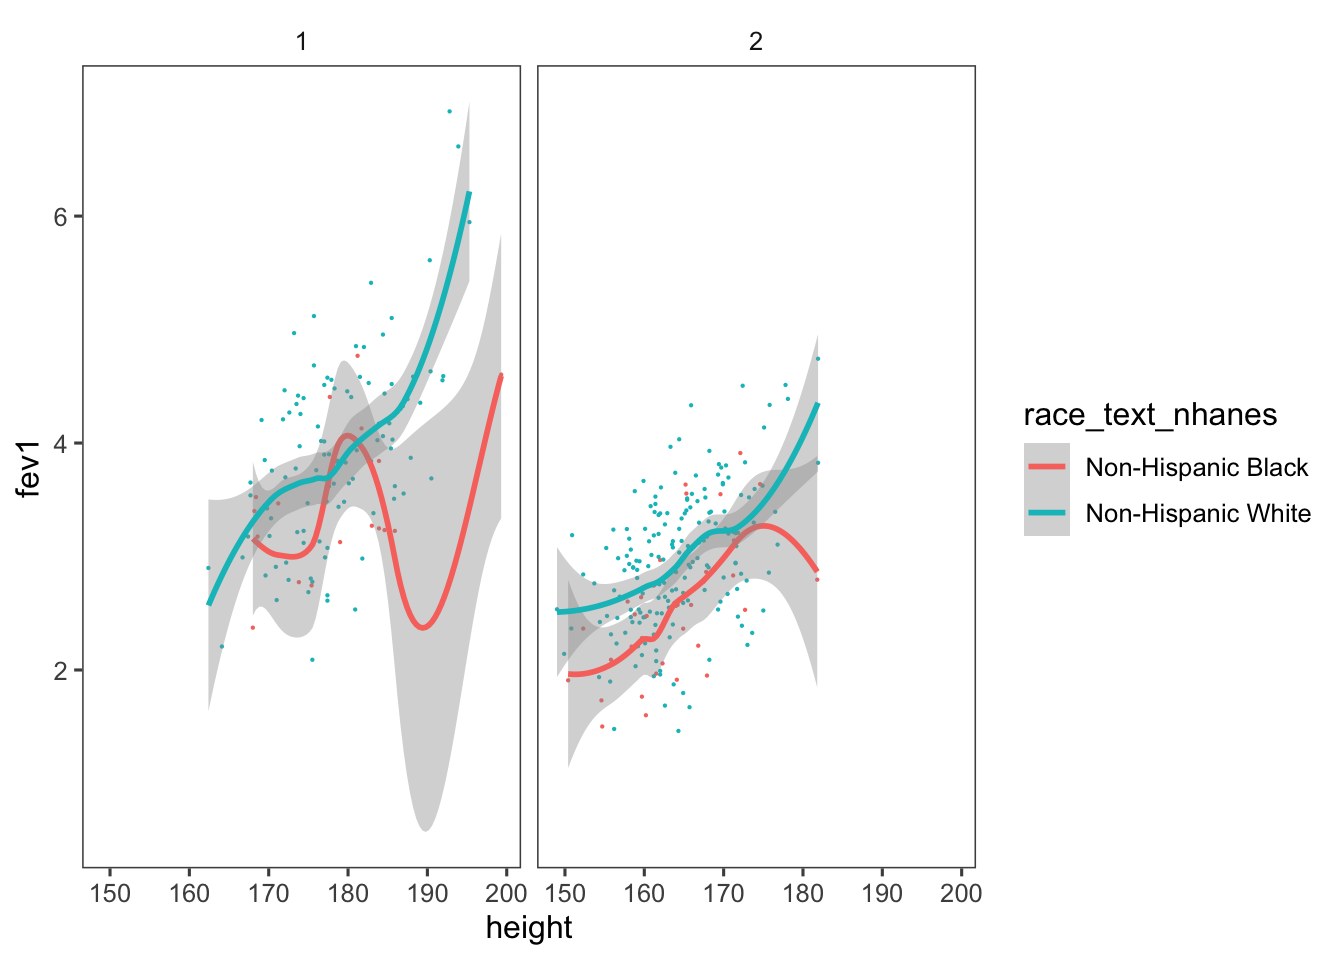 1 2
6
4
2
fev1
150 160 170 180 190 200 150 160 170 180 190 200
height
race_text_nhanes
Non-Hispanic Black
Non-Hispanic White